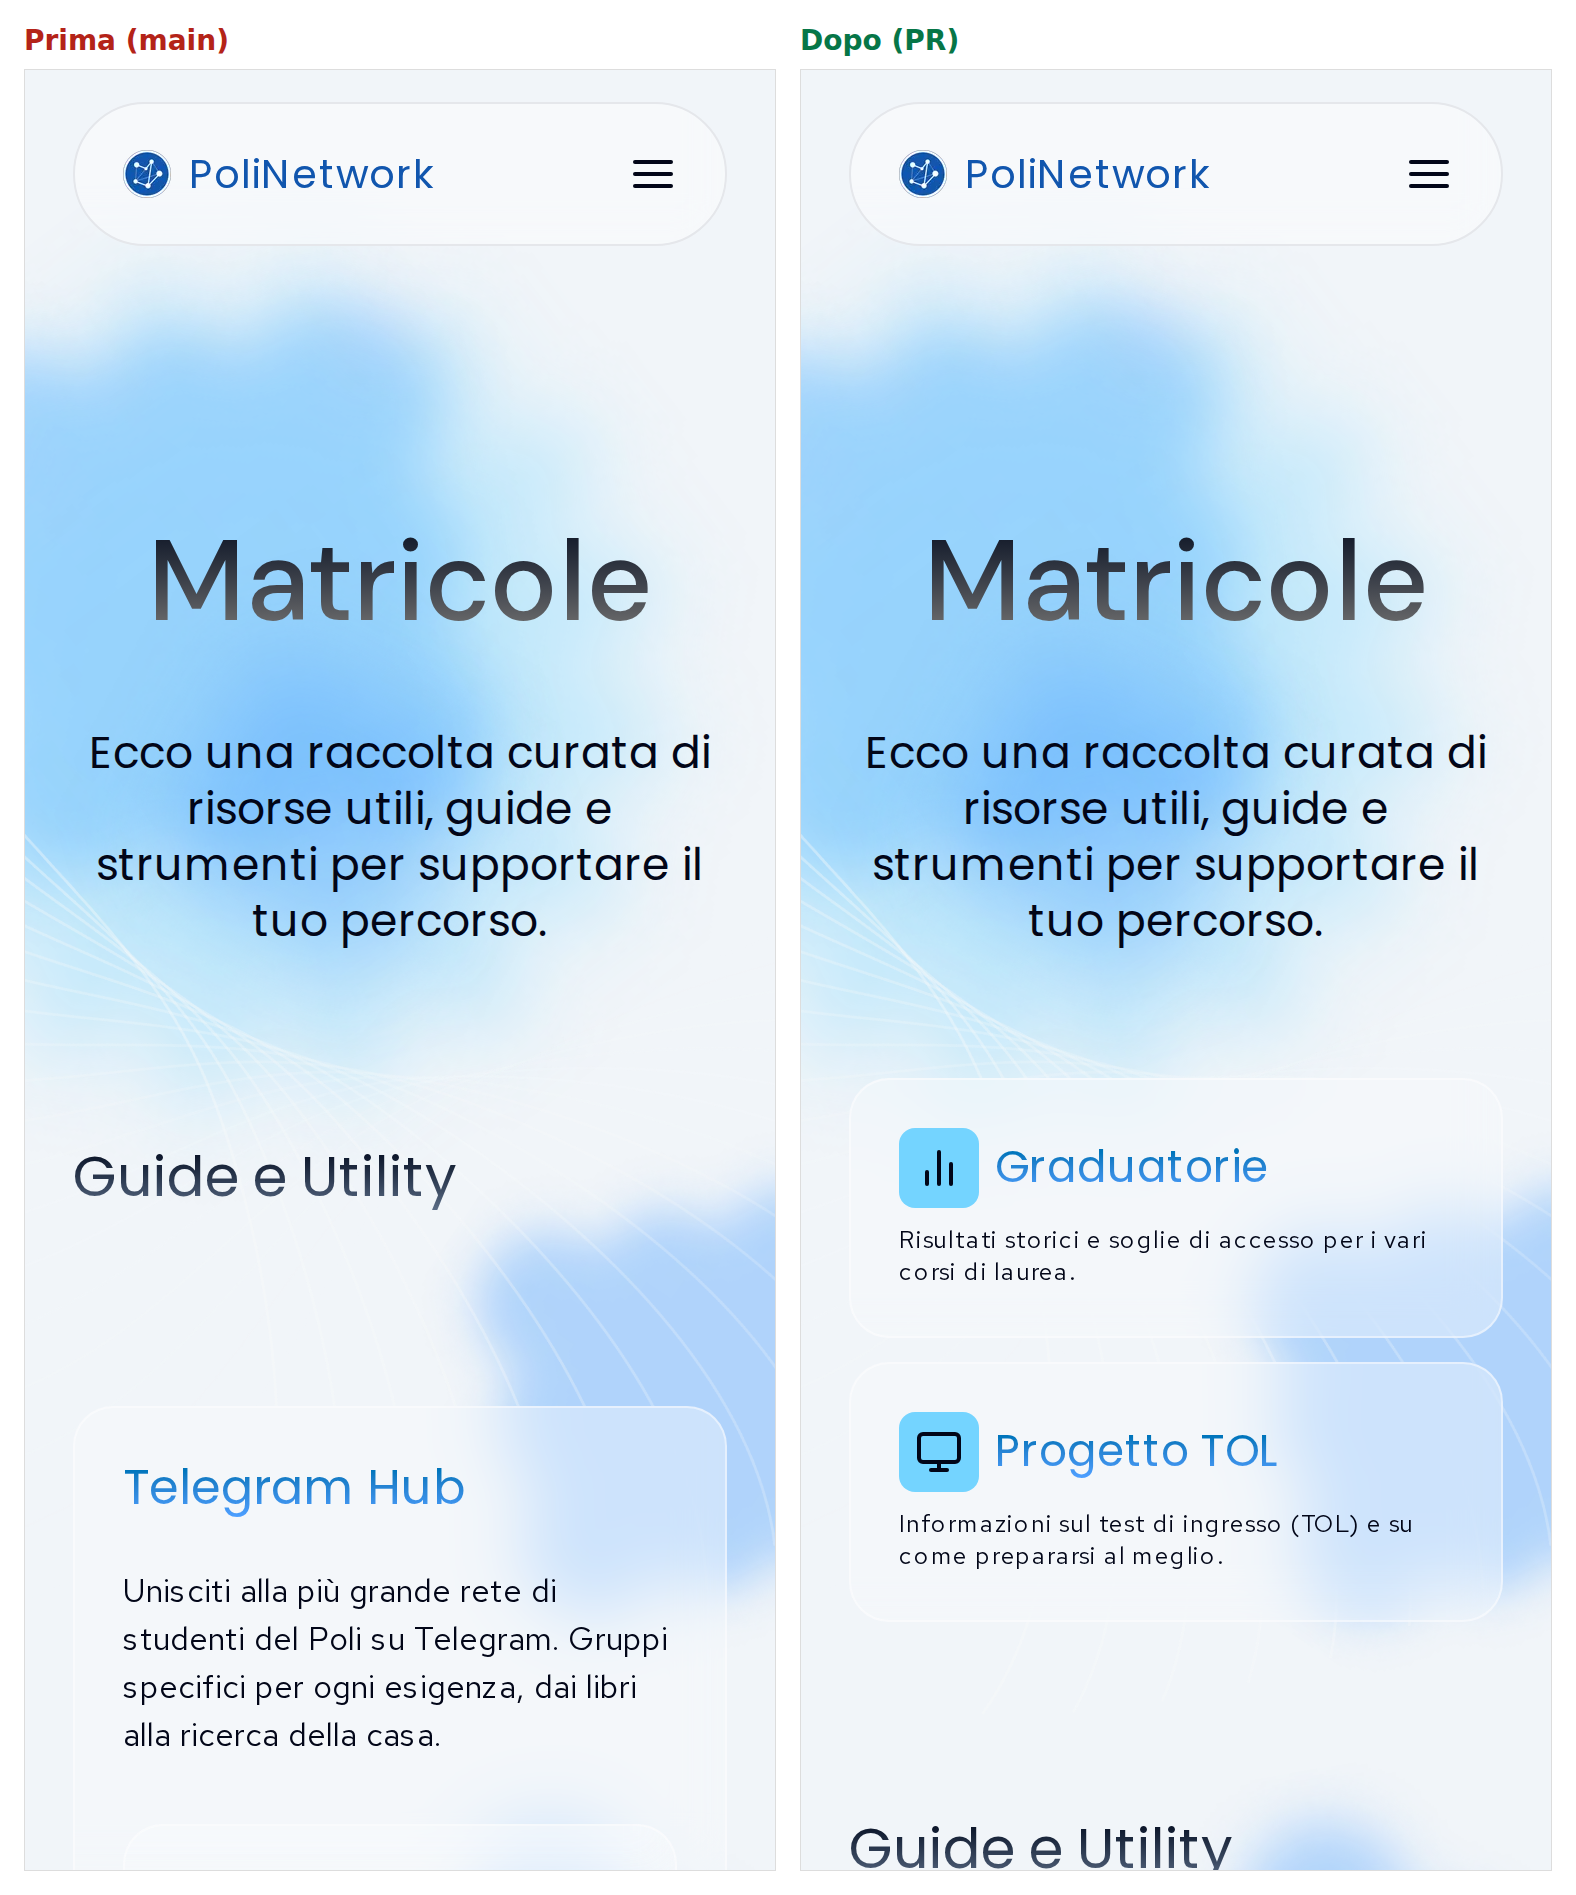 Prima (main)
PoliNetwork
Matricole
Ecco una raccolta curata di
risorse utili, guide e
strumenti per supportare il
tuo percorso.
Guide e Utility
Telegram Hub
Unisciti alla più grande rete di
studenti del Poli su Telegram. Gruppi
specifici per ogni esigenza, dai libri
alla ricerca della casa.
Dopo (PR)
PoliNetwork
Matricole
Ecco una raccolta curata di
risorse utili, guide e
strumenti per supportare il
tuo percorso.
Graduatorie
Risultati storici e soglie di accesso per i vari
corsi di laurea.
Progetto TOL
Informazioni sul test di ingresso (TOL) e su
come prepararsi al meglio.
Guide e Utility